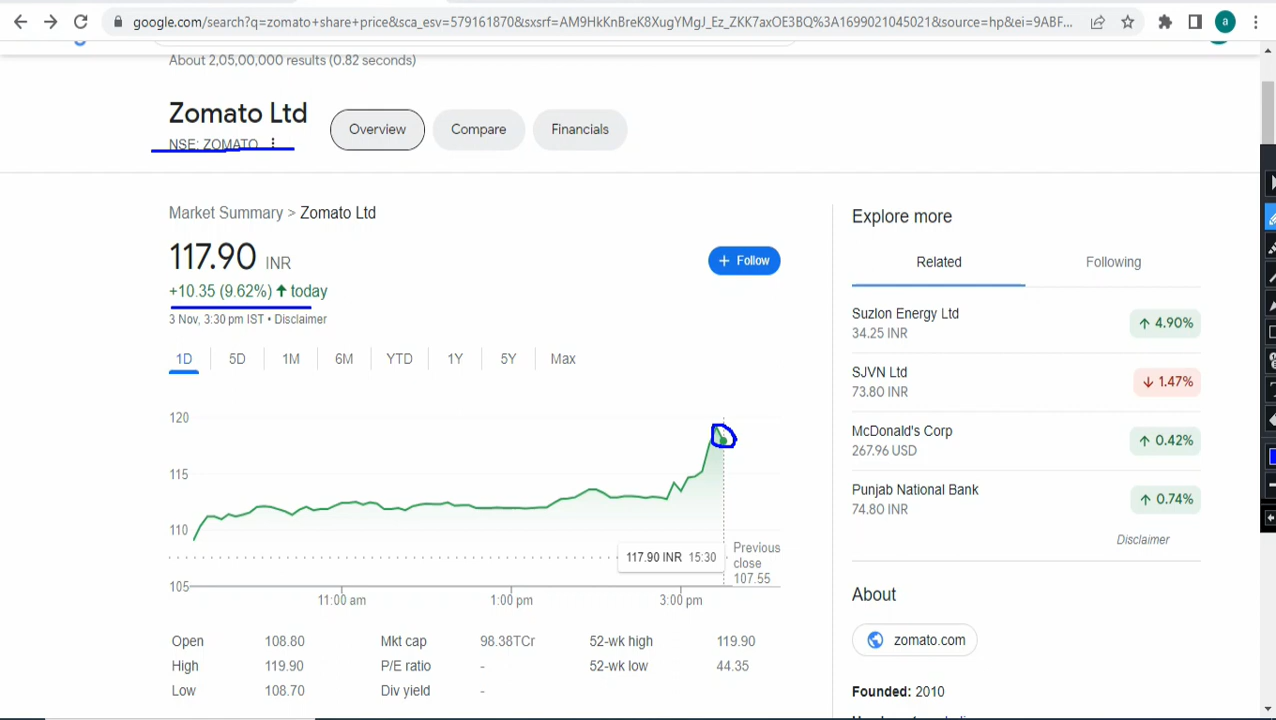 google.com/search?q=zomato+share+price&sca_esv=579161870&sxsrf=AM9HkKnBreK8XugYMgJ_Ez_ZKK7axOE3BQ%3A1699021045021&source=hp&ei=9ABF...
a
About 2,05,00,000 results (0.82 seconds)
Zomato Ltd
NSE: ZOMATO
Overview
Compare
Financials
Market Summary > Zomato Ltd
117.90 INR
+ Follow
+10.35 (9.62%) ↑ today
3 Nov, 3:30 pm IST • Disclaimer
1D 5D 1M 6M YTD 1Y 5Y Max
120
115
110
105
117.90 INR 15:30
Previous
close
107.55
11:00 am 1:00 pm 3:00 pm
Open 108.80 Mkt cap 98.38TCr 52-wk high 119.90
High 119.90 P/E ratio - 52-wk low 44.35
Low 108.70 Div yield -
Explore more
Related Following
Suzlon Energy Ltd
34.25 INR
↑ 4.90%
SJVN Ltd
73.80 INR
↓ 1.47%
McDonald's Corp
267.96 USD
↑ 0.42%
Punjab National Bank
74.80 INR
↑ 0.74%
Disclaimer
About
zomato.com
Founded: 2010